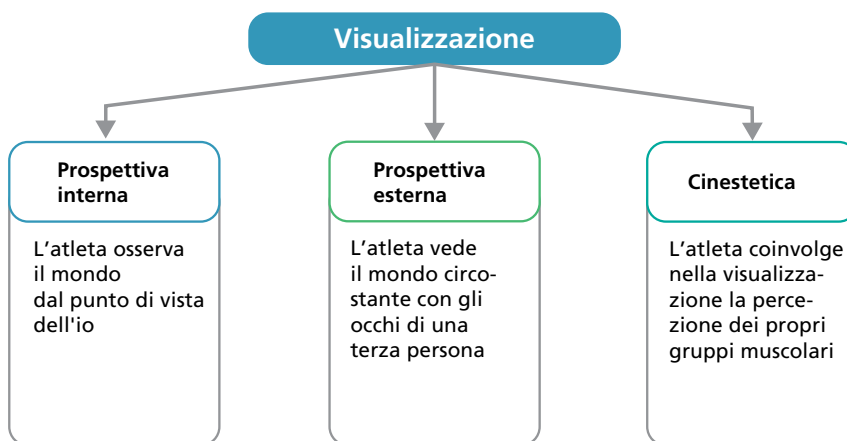 Visualizzazione
Prospettiva
interna
L'atleta osserva
il mondo
dal punto di vista
dell'io
Prospettiva
esterna
L'atleta vede
il mondo circo-
stante con gli
occhi di una
terza persona
Cinestetica
L'atleta coinvolge
nella visualizza-
zione la perce-
zione dei propri
gruppi muscolari